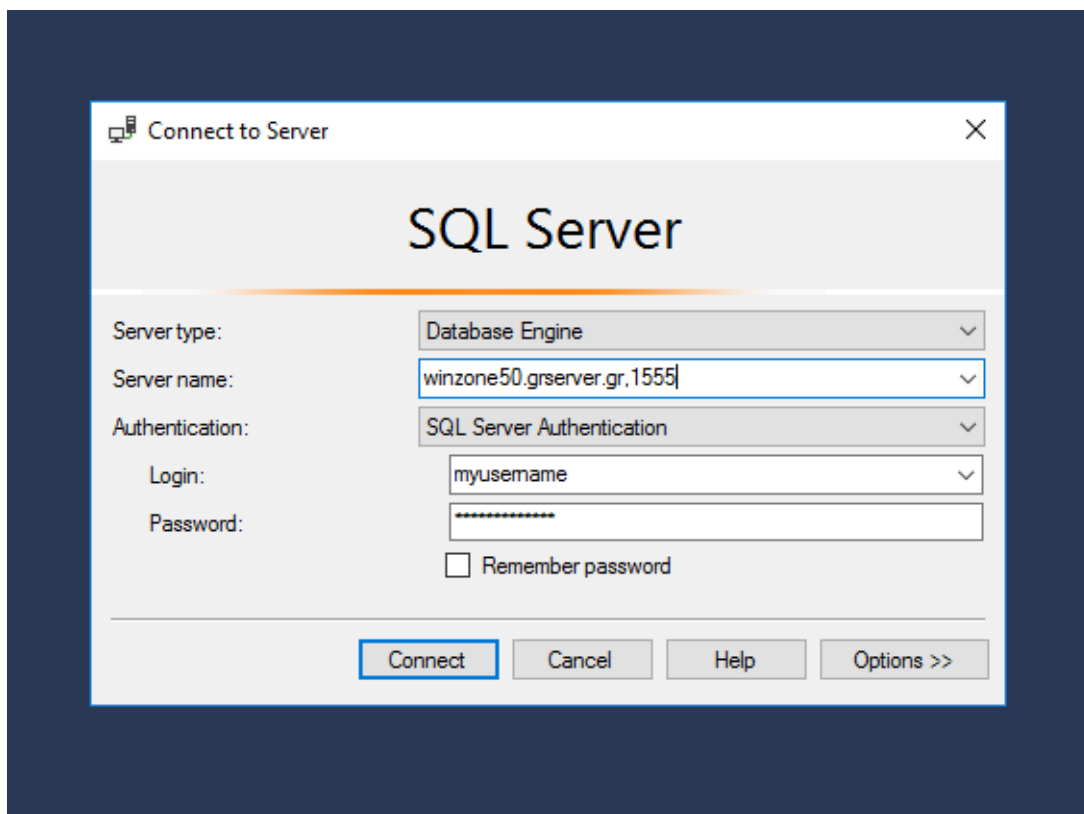 Connect to Server
SQL Server
Server type:
Database Engine
Server name:
winzone50.grserver.gr,1555
Authentication:
SQL Server Authentication
Login:
myusername
Password:
*************
Remember password
Connect
Cancel
Help
Options >>